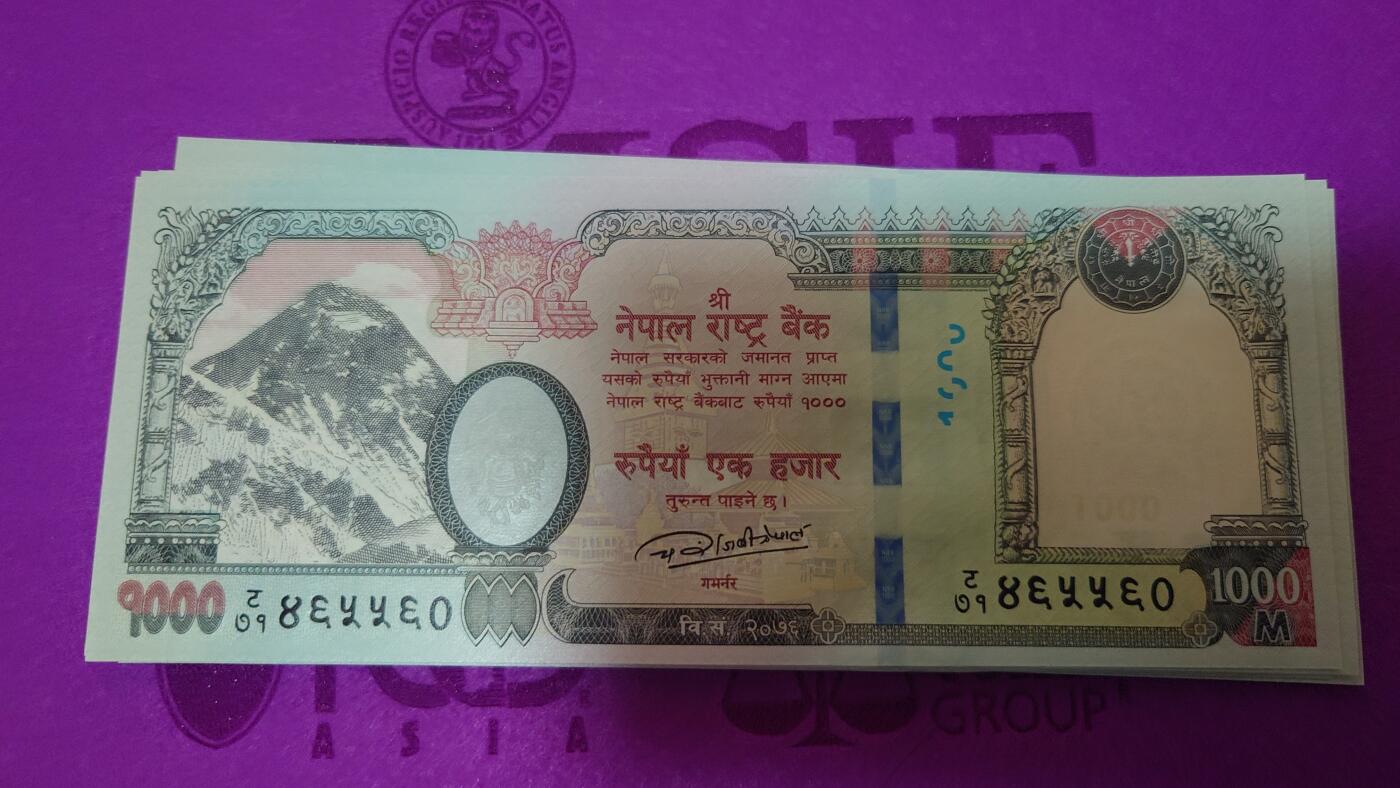 श्री
नेपाल राष्ट्र बैंक
नेपाल सरकारको जमानत प्राप्त
यसको रुपैयाँ भुक्तानी माग्न आएमा
नेपाल राष्ट्र बैंकबाट रुपैयाँ १०००
रुपैयाँ एक हजार
तुरुन्त पाइने छ।
गभर्नर
१०००
ट
७१ ४६५५६०
वि.सं. २०७६
ट
७१ ४६५५६०
1000
M
ASIA
GROUP